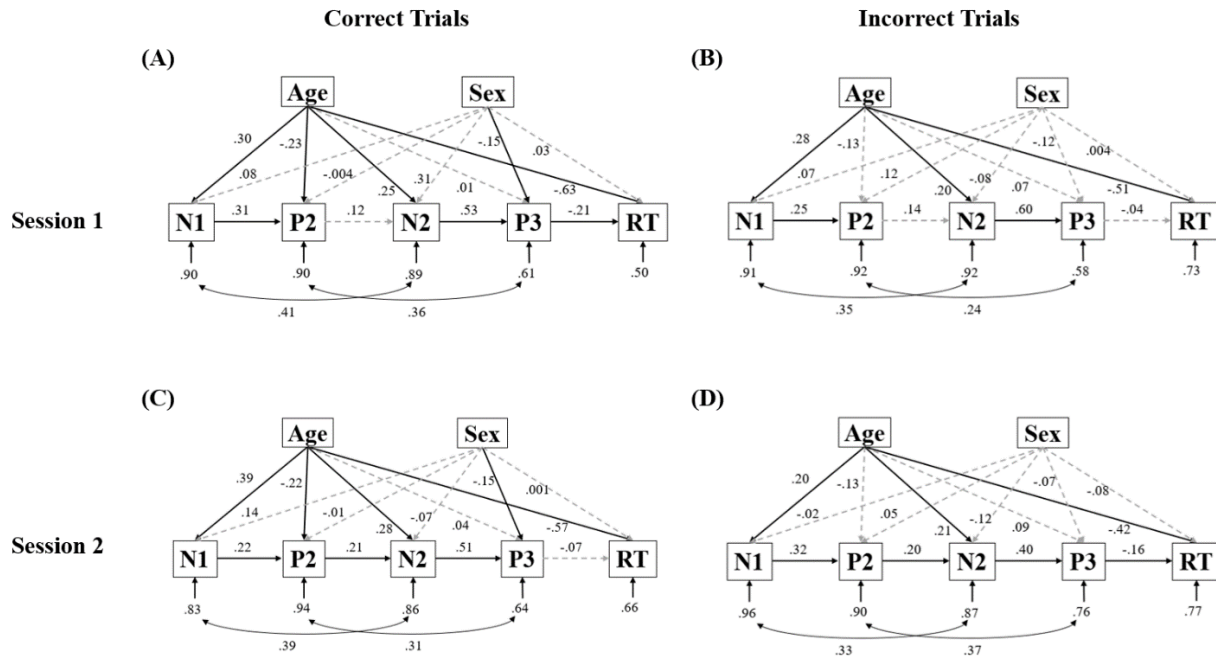 Correct Trials
Incorrect Trials
(A)
(B)
Age Sex
Age Sex
.30 -.23 -.15 .03
.28 -.13 -.12 .004
.08 -.004 .31
.07 .12 -.08
.25 .01 -.63
.20 .07 -.51
Session 1
N1 .31 P2 .12 N2 .53 P3 -.21 RT
N1 .25 P2 .14 N2 .60 P3 -.04 RT
.90 .90 .89 .61 .50
.91 .92 .92 .58 .73
.41 .36
.35 .24
(C)
(D)
Age Sex
Age Sex
.39 -.22 -.15 .001
.20 -.13 -.07 -.08
.14 -.01 -.07
-.02 .05 -.12
.28 .04 -.57
.21 .09 -.42
Session 2
N1 .22 P2 .21 N2 .51 P3 -.07 RT
N1 .32 P2 .20 N2 .40 P3 -.16 RT
.83 .94 .86 .64 .66
.96 .90 .87 .76 .77
.39 .31
.33 .37